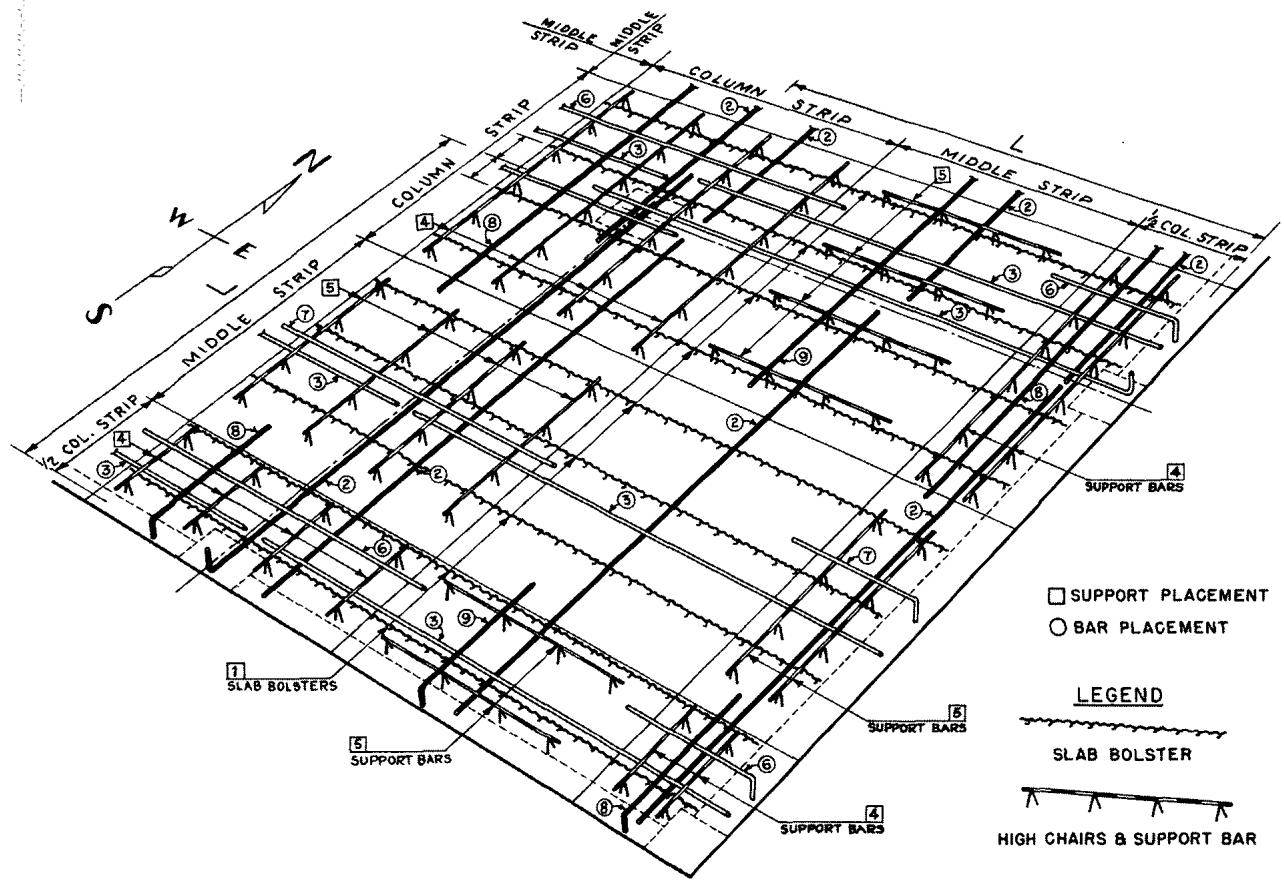 MIDDLE
STRIP
MIDDLE
STRIP
COLUMN STRIP
L
MIDDLE STRIP
1/2 COL STRIP
COLUMN STRIP
MIDDLE STRIP
1/2 COL. STRIP
L
N
W
E
S
6
2
3
2
2
5
4
8
2
3
6
3
2
5
7
9
8
3
2
4
SUPPORT BARS
8
4
3
2
2
3
2
6
7
3
9
1
SLAB BOLSTERS
5
SUPPORT BARS
5
SUPPORT BARS
6
8
4
SUPPORT BARS
SUPPORT PLACEMENT
BAR PLACEMENT
LEGEND
SLAB BOLSTER
HIGH CHAIRS & SUPPORT BAR